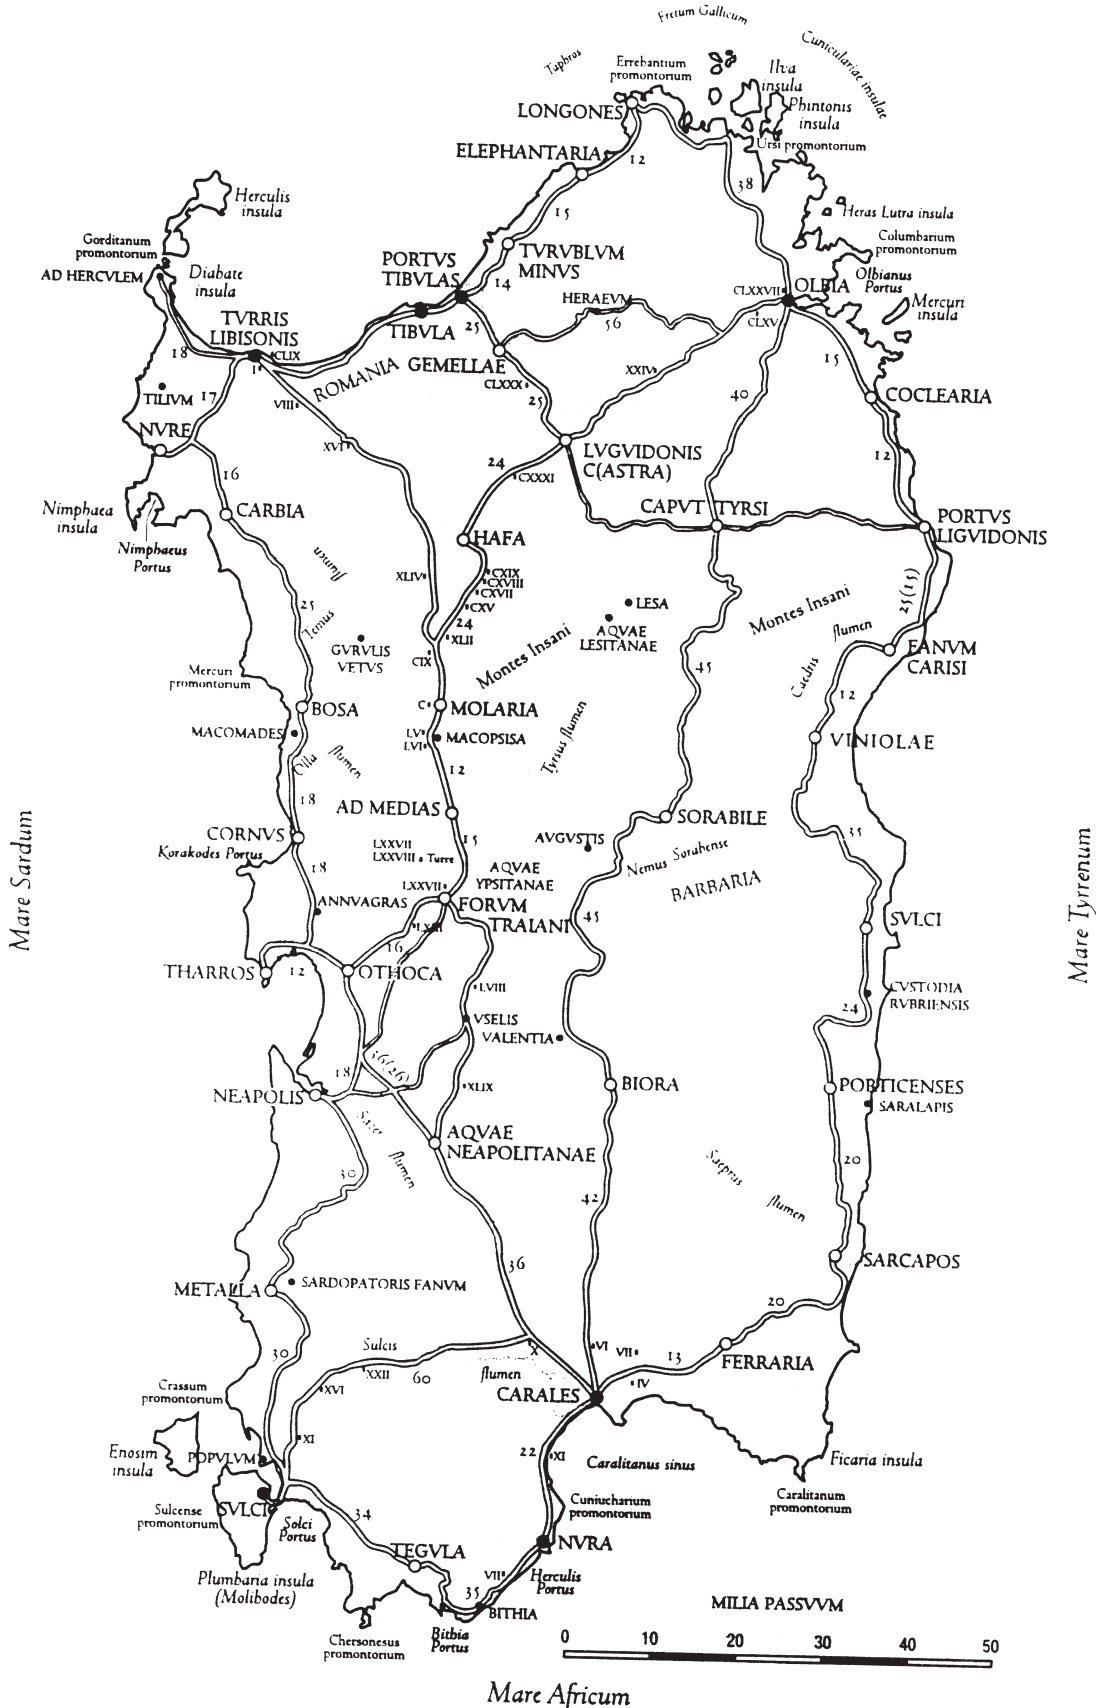 Fretum Gallicum
Taphros
Errebantium
promontorium
Cuniculariae insulae
Ilva
insula
Phintonis
insula
Ursi promontorium
LONGONES
ELEPHANTARIA
12
38
15
Herculis
insula
Heras Lutra insula
Gorditanum
promontorium
Columbarium
promontorium
AD HERCVLEM
Diabate
insula
PORTVS
TIBVLAS
TVRVBLVM
MINVS
14
Olbianus
Portus
CLXXVII
OLBIA
CLXV
Mercuri
insula
HERAEVM
56
TVRRIS
LIBISONIS
TIBVLA
25
CLIX
18
1
ROMANIA
GEMELLAE
CLXXX
XXIV
15
TILIVM
17
VIII
25
40
COCLEARIA
NVRE
XVI
LVGVIDONIS
C(ASTRA)
12
16
24
CXXXI
CARBIA
CAPVT TYRSI
PORTVS
LIGVIDONIS
Nimphaea
insula
Nimphaeus
Portus
HAFA
flumen
Temus
XLIV
CXIX
CXVIII
CXVII
CXV
24
XLII
CIX
25
25(15)
LESA
AQVAE
LESITANAE
Montes Insani
Montes Insani
flumen
Caedris
FANVM
CARISI
GVRVLIS
VETVS
45
12
Mercuri
promontorium
BOSA
C
MOLARIA
MACOMADES
LV
LVI
MACOPSISA
Tyrsus flumen
VINIOLAE
Olla
flumen
12
18
AD MEDIAS
SORABILE
Mare Sardum
CORNVS
Korakodes Portus
18
15
LXXVII
LXXVIII
Turre
AVGVSTIS
Nemus Sorabense
35
Mare Tyrrenum
AQVAE
YPSITANAE
LXXVII
BARBARIA
ANNVAGRAS
FORVM
TRAIANI
45
SVLCI
16
THARROS
12
OTHOCA
LVIII
CVSTODIA
RVBRIENSIS
24
VSELIS
VALENTIA
36(26)
18
NEAPOLIS
XLIX
BIORA
PORTICENSES
SARALAPIS
Sacer
flumen
AQVAE
NEAPOLITANAE
30
Saeprus
flumen
20
42
36
SARCAPOS
METALLA
SARDOPATORIS FANVM
20
30
Sulcis
flumen
X
VI
VII
13
FERRARIA
XXII
60
XVI
IV
CARALES
Crassum
promontorium
Enosim
insula
POPVLVM
XI
22
XI
Caralitanus sinus
Ficaria insula
Caralitanum
promontorium
SVLCI
Sulcense
promontorium
Solci
Portus
Cuniucharium
promontorium
34
NVRA
TEGVLA
Herculis
Portus
Plumbaria insula
(Molibodes)
VII
35
BITHIA
Bithia
Portus
Chersonesus
promontorium
MILIA PASSVVM
0 10 20 30 40 50
Mare Africum